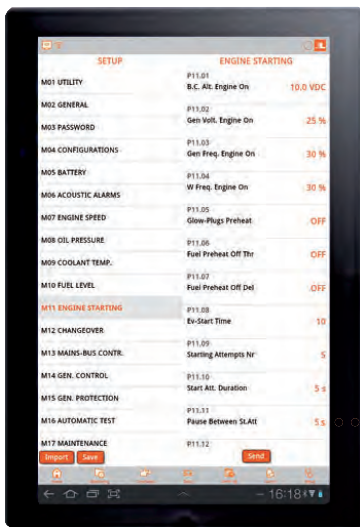 SETUP
M01 UTILITY
M02 GENERAL
M03 PASSWORD
M04 CONFIGURATIONS
M05 BATTERY
M06 ACOUSTIC ALARMS
M07 ENGINE SPEED
M08 OIL PRESSURE
M09 COOLANT TEMP.
M10 FUEL LEVEL
M11 ENGINE STARTING
M12 CHANGEOVER
M13 MAINS-BUS CONTR.
M14 GEN. CONTROL
M15 GEN. PROTECTION
M16 AUTOMATIC TEST
M17 MAINTENANCE
Import Save
ENGINE STARTING
P11.01
B.C. Alt. Engine On 10.0 VDC
P11.02
Gen Volt. Engine On 25 %
P11.03
Gen Freq. Engine On 30 %
P11.04
W Freq. Engine On 30 %
P11.05
Glow-Plugs Preheat OFF
P11.06
Fuel Preheat Off Thr OFF
P11.07
Fuel Preheat Off Del OFF
P11.08
Ev-Start Time 10
P11.09
Starting Attempts Nr 5
P11.10
Start Att. Duration 5 s
P11.11
Pause Between St.Att 5 s
P11.12
Send
16:18